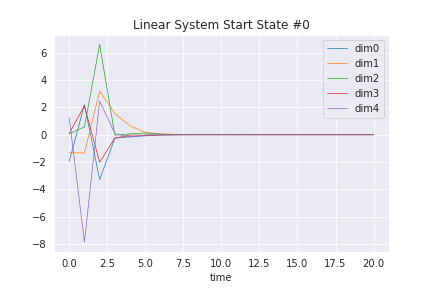 Linear System Start State #0
6
4
2
0
−2
−4
−6
−8
dim0
dim1
dim2
dim3
dim4
0.0 2.5 5.0 7.5 10.0 12.5 15.0 17.5 20.0
time